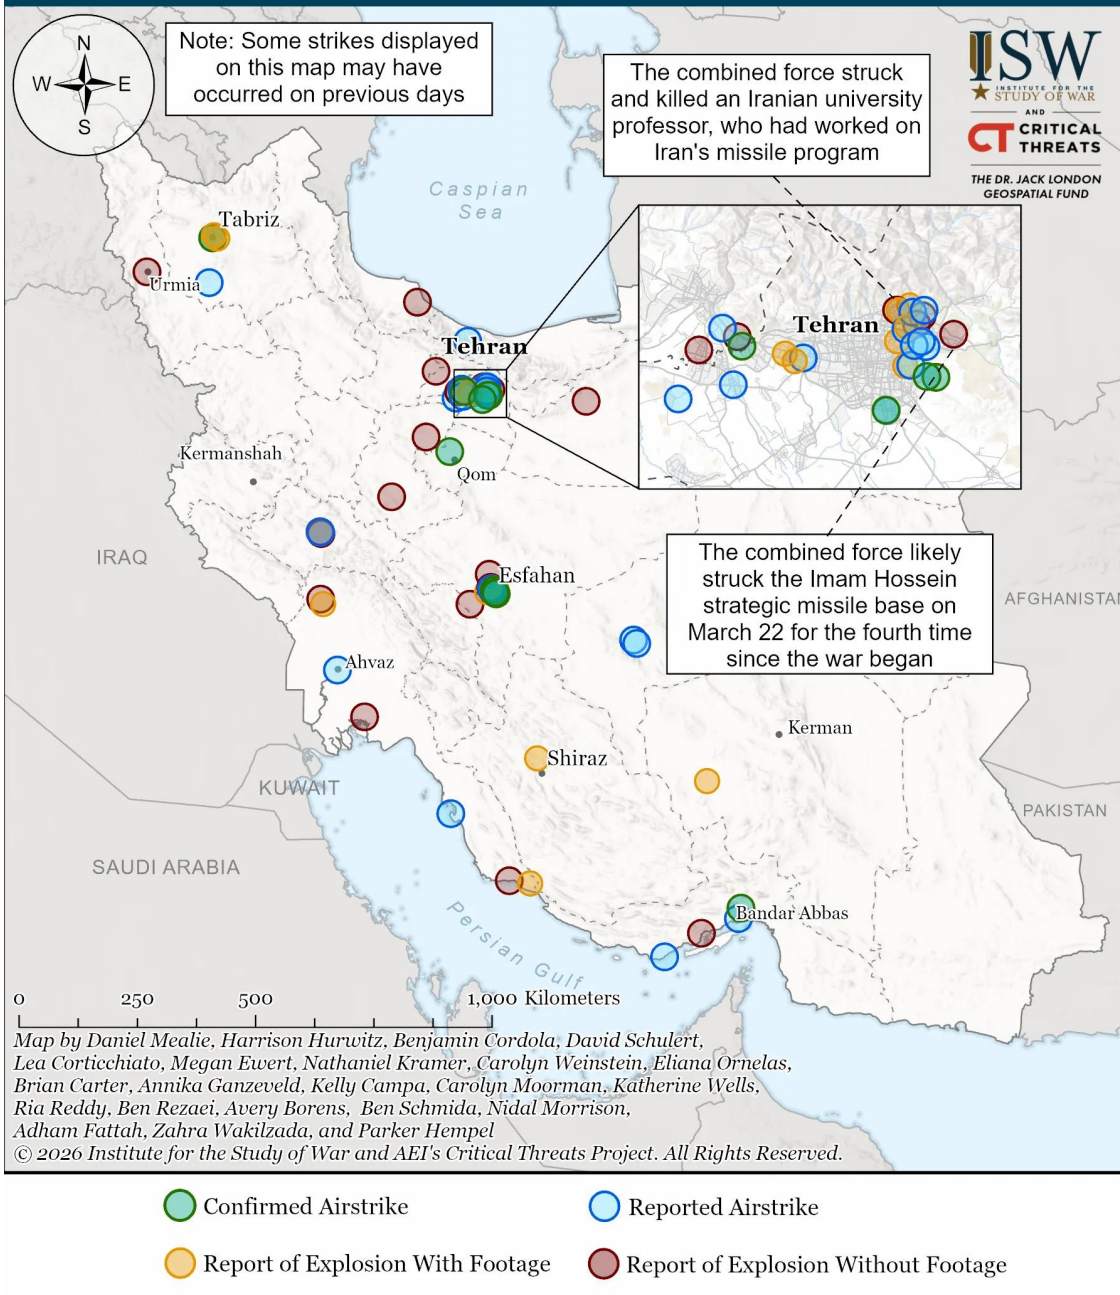 N
W
E
S
Note: Some strikes displayed
on this map may have
occurred on previous days
The combined force struck
and killed an Iranian university
professor, who had worked on
Iran's missile program
ISW
INSTITUTE FOR THE
STUDY OF WAR
AND
CT CRITICAL
THREATS
THE DR. JACK LONDON
GEOSPATIAL FUND
Caspian
Sea
Tabriz
Urmia
Tehran
Tehran
Kermanshah
Qom
IRAQ
Esfahan
The combined force likely
struck the Imam Hossein
strategic missile base on
March 22 for the fourth time
since the war began
AFGHANISTAN
Ahvaz
Kerman
Shiraz
KUWAIT
PAKISTAN
SAUDI ARABIA
Bandar Abbas
Persian Gulf
0 250 500 1,000 Kilometers
Map by Daniel Mealie, Harrison Hurwitz, Benjamin Cordola, David Schulert,
Lea Corticchiato, Megan Ewert, Nathaniel Kramer, Carolyn Weinstein, Eliana Ornelas,
Brian Carter, Annika Ganzeveld, Kelly Campa, Carolyn Moorman, Katherine Wells,
Ria Reddy, Ben Rezaei, Avery Borens, Ben Schmida, Nidal Morrison,
Adham Fattah, Zahra Wakilzada, and Parker Hempel
© 2026 Institute for the Study of War and AEI's Critical Threats Project. All Rights Reserved.
Confirmed Airstrike
Reported Airstrike
Report of Explosion With Footage
Report of Explosion Without Footage